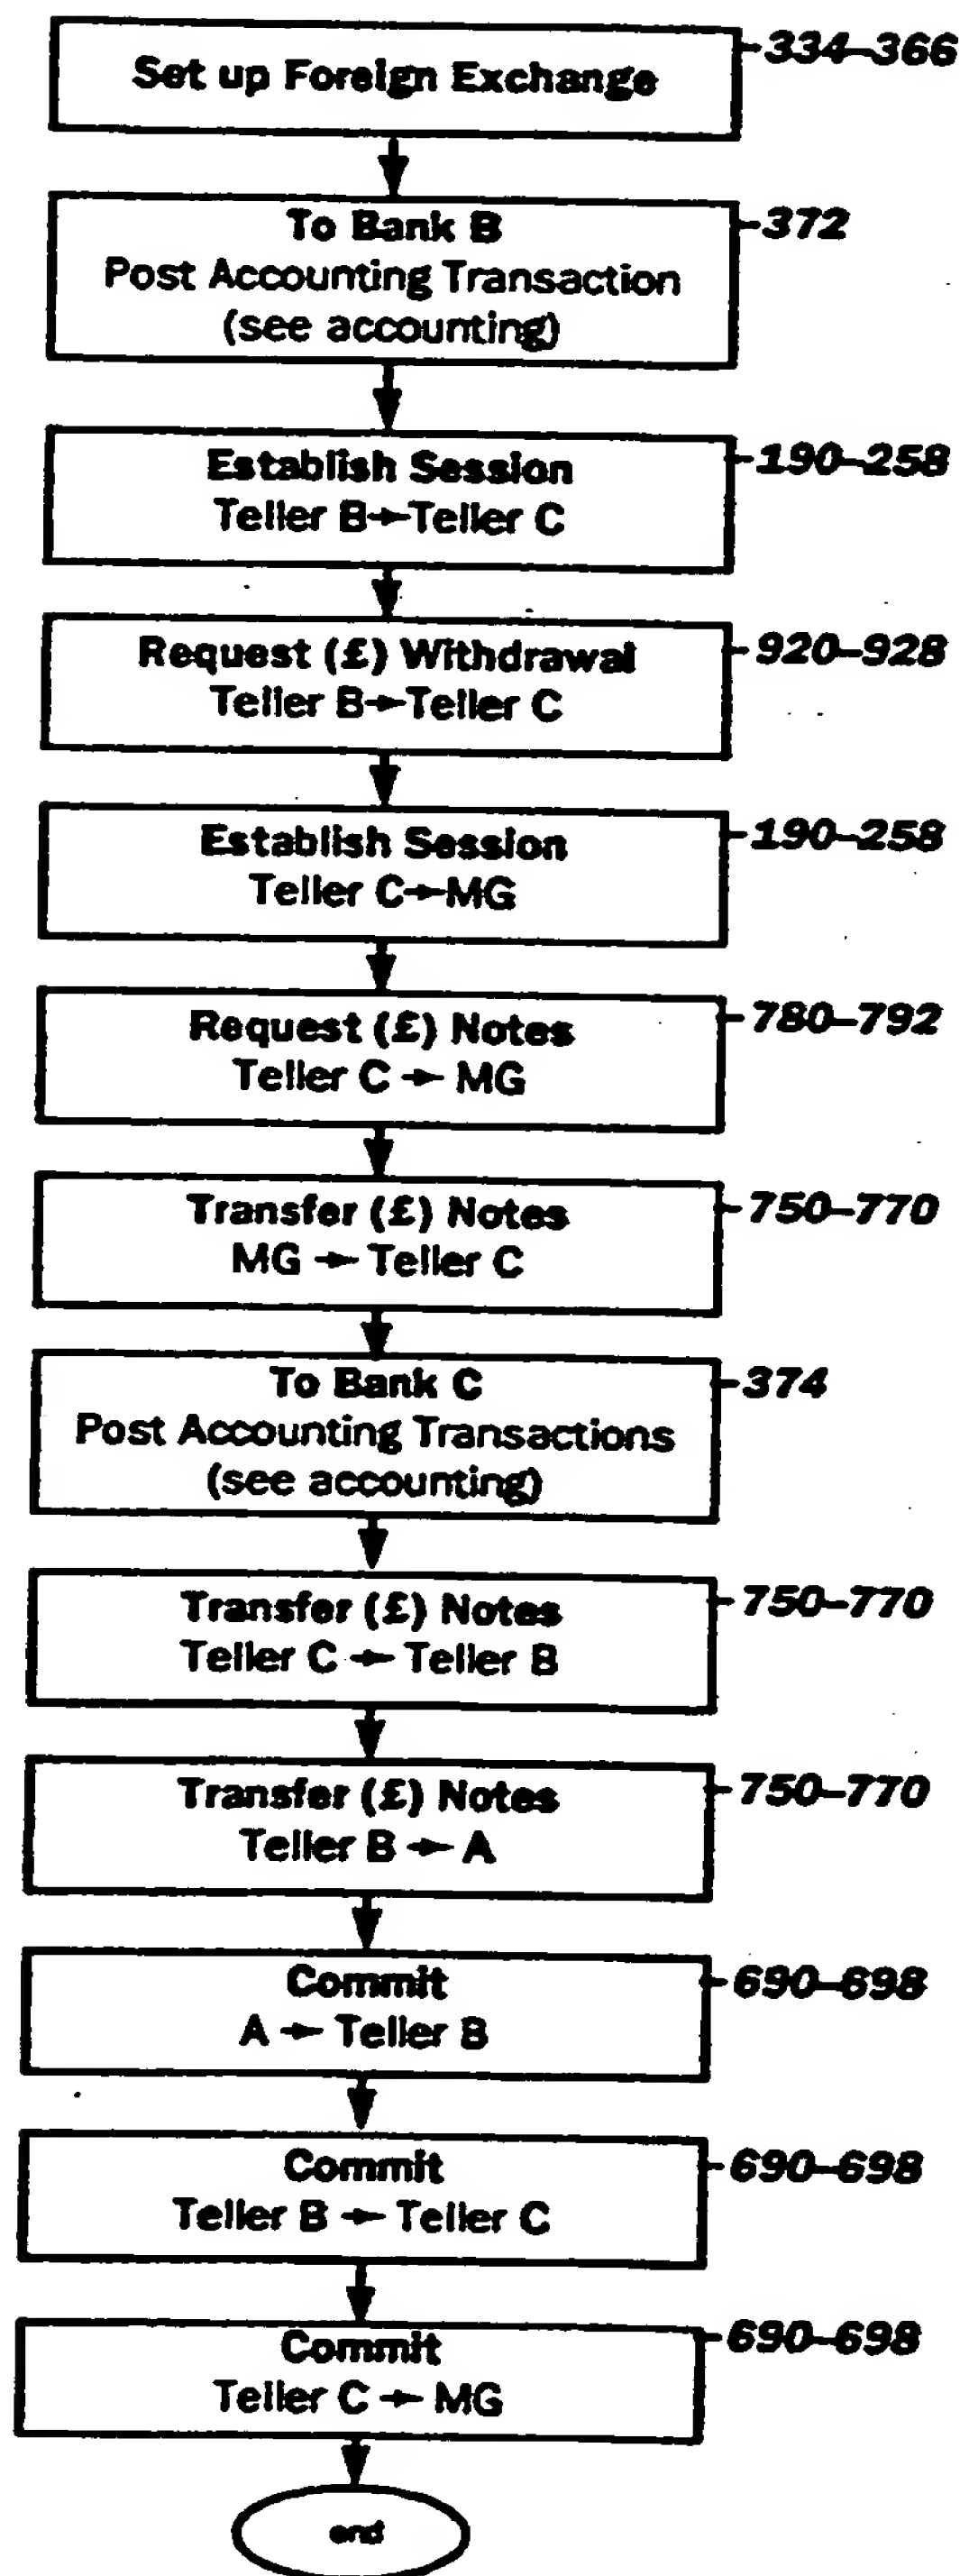 Set up Foreign Exchange
334-366
To Bank B
372
Post Accounting Transaction
(see accounting)
Establish Session
190-258
Teller B→Teller C
Request (£) Withdrawal
920-928
Teller B→Teller C
Establish Session
190-258
Teller C→MG
Request (£) Notes
780-792
Teller C → MG
Transfer (£) Notes
750-770
MG → Teller C
To Bank C
374
Post Accounting Transactions
(see accounting)
Transfer (£) Notes
750-770
Teller C → Teller B
Transfer (£) Notes
750-770
Teller B → A
Commit
690-698
A → Teller B
Commit
690-698
Teller B → Teller C
Commit
690-698
Teller C → MG
end